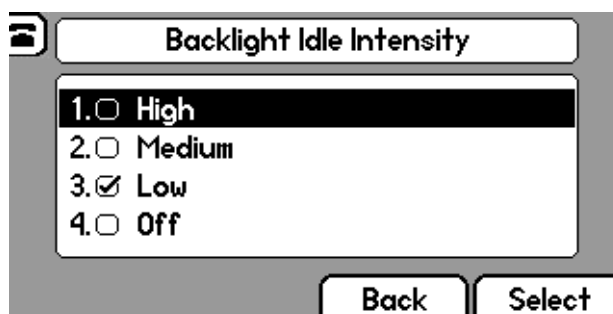 Backlight Idle Intensity
1. High
2. Medium
3. Low
4. Off
Back Select